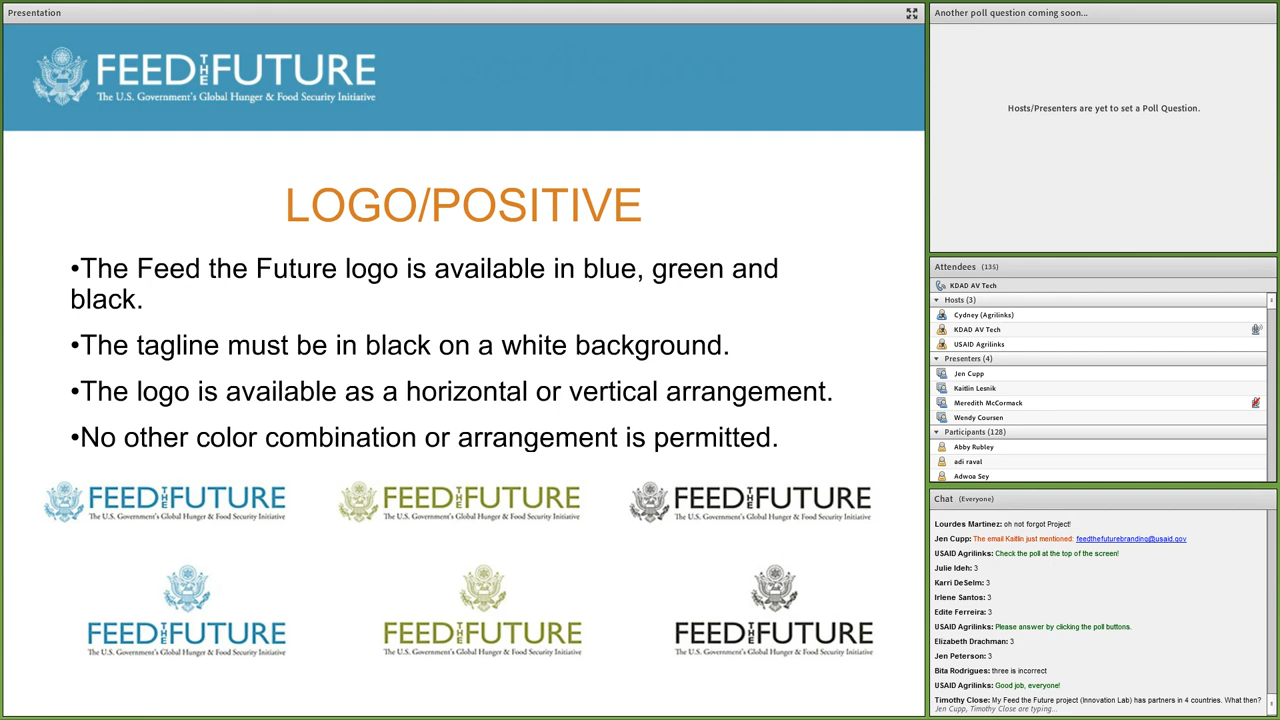 Presentation
FEED THE FUTURE
The U.S. Government's Global Hunger & Food Security Initiative
LOGO/POSITIVE
•The Feed the Future logo is available in blue, green and
black.
•The tagline must be in black on a white background.
•The logo is available as a horizontal or vertical arrangement.
•No other color combination or arrangement is permitted.
FEED THE FUTURE
The U.S. Government's Global Hunger & Food Security Initiative
FEED THE FUTURE
The U.S. Government's Global Hunger & Food Security Initiative
FEED THE FUTURE
The U.S. Government's Global Hunger & Food Security Initiative
FEED THE FUTURE
The U.S. Government's Global Hunger & Food Security Initiative
FEED THE FUTURE
The U.S. Government's Global Hunger & Food Security Initiative
FEED THE FUTURE
The U.S. Government's Global Hunger & Food Security Initiative
Another poll question coming soon...
Hosts/Presenters are yet to set a Poll Question.
Attendees (135)
KDAD AV Tech
Hosts (3)
Cydney (Agrilinks)
KDAD AV Tech
USAID Agrilinks
Presenters (4)
Jen Cupp
Kaitlin Lesnik
Meredith McCormack
Wendy Coursen
Participants (128)
Abby Rubley
adi raval
Adwoa Sey
Chat (Everyone)
Lourdes Martinez: oh not forgot Project!
Jen Cupp: The email Kaitlin just mentioned: feedthefuturebranding@usaid.gov
USAID Agrilinks: Check the poll at the top of the screen!
Julie Ideh: 3
Karri DeSelm: 3
Irlene Santos: 3
Edite Ferreira: 3
USAID Agrilinks: Please answer by clicking the poll buttons.
Elizabeth Drachman: 3
Jen Peterson: 3
Bita Rodrigues: three is incorrect
USAID Agrilinks: Good job, everyone!
Timothy Close: My Feed the Future project (Innovation Lab) has partners in 4 countries. What then?
Jen Cupp, Timothy Close are typing...